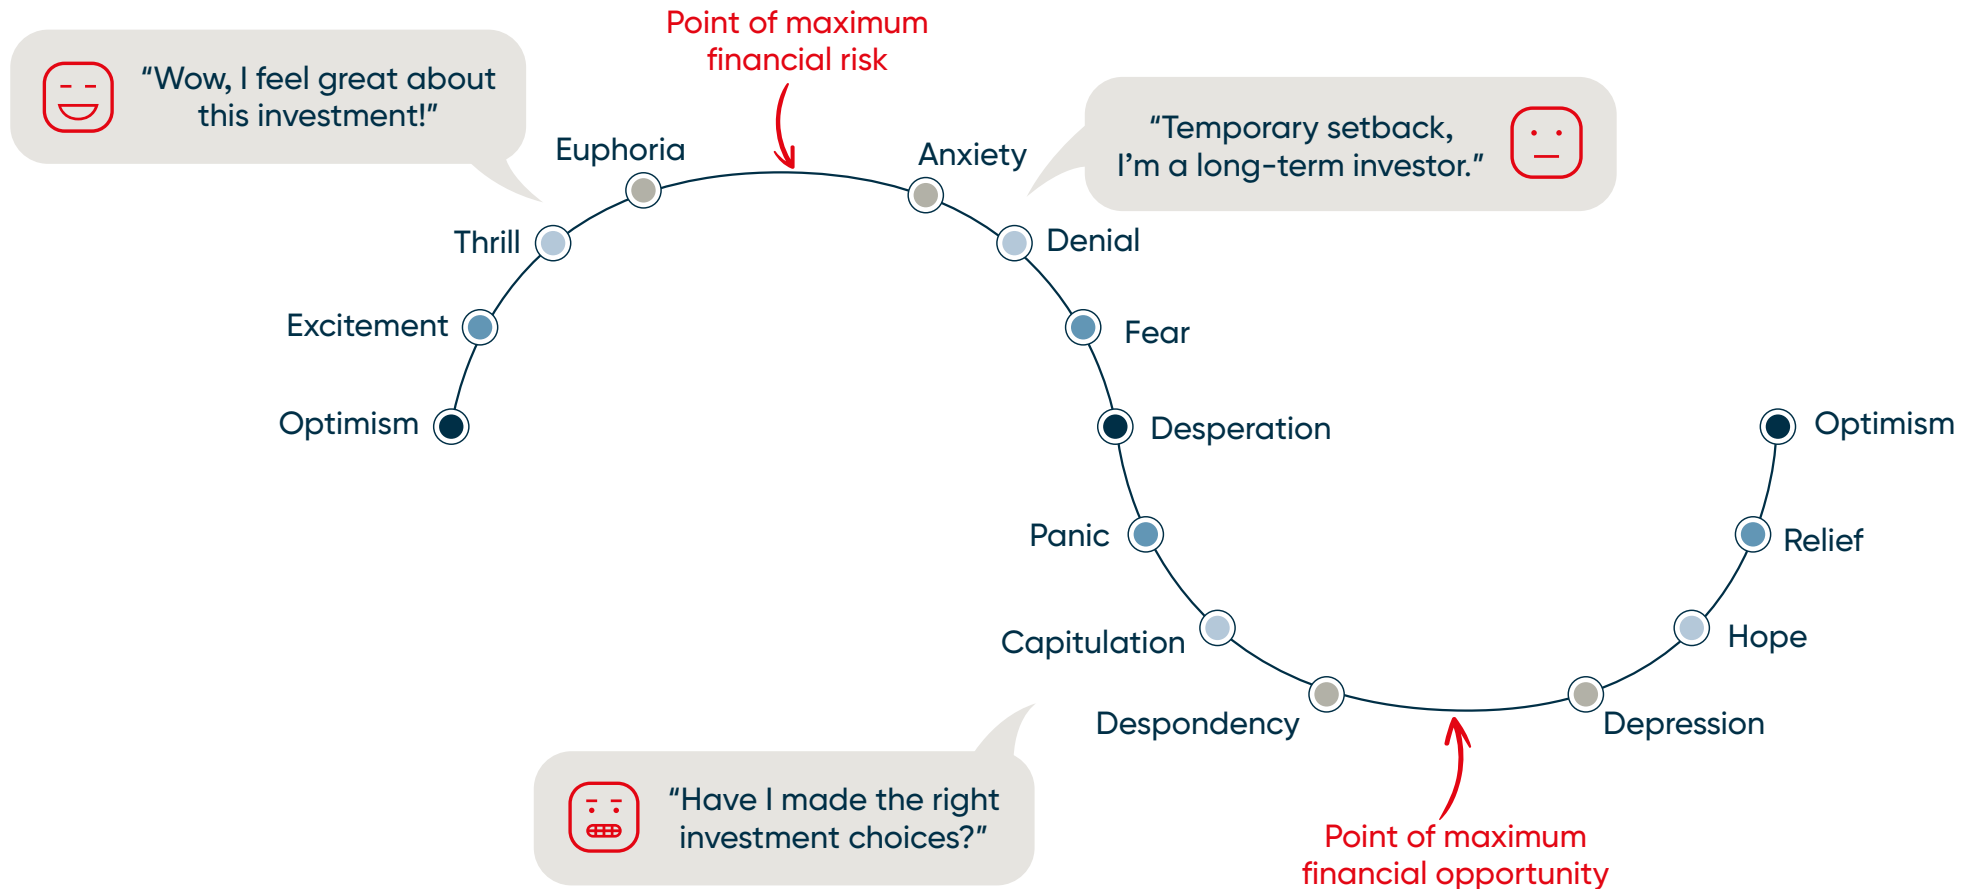 Point of maximum
financial risk
“Wow, I feel great about
this investment!”
“Temporary setback,
I’m a long-term investor.”
Euphoria
Anxiety
Thrill
Denial
Excitement
Fear
Optimism
Desperation
Optimism
Panic
Relief
Capitulation
Hope
Despondency
Depression
“Have I made the right
investment choices?”
Point of maximum
financial opportunity